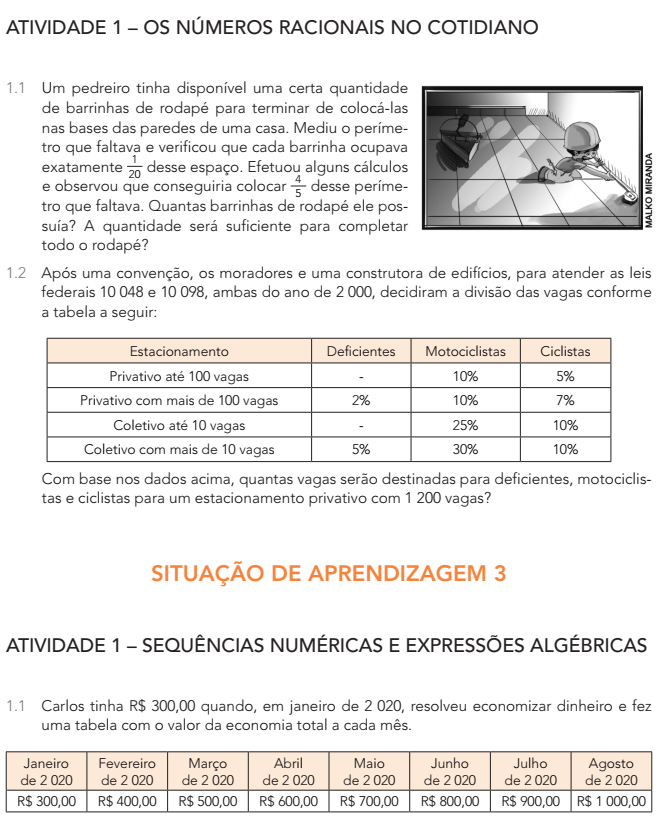 ATIVIDADE 1 – OS NÚMEROS RACIONAIS NO COTIDIANO
1.1 Um pedreiro tinha disponível uma certa quantidade
de barrinhas de rodapé para terminar de colocá-las
nas bases das paredes de uma casa. Mediu o períme-
tro que faltava e verificou que cada barrinha ocupava
exatamente 1/20 desse espaço. Efetuou alguns cálculos
e observou que conseguiria colocar 4/5 desse períme-
tro que faltava. Quantas barrinhas de rodapé ele pos-
suía? A quantidade será suficiente para completar
todo o rodapé?
MALKO MIRANDA
1.2 Após uma convenção, os moradores e uma construtora de edifícios, para atender as leis
federais 10 048 e 10 098, ambas do ano de 2 000, decidiram a divisão das vagas conforme
a tabela a seguir:
Estacionamento Deficientes Motociclistas Ciclistas
Privativo até 100 vagas - 10% 5%
Privativo com mais de 100 vagas 2% 10% 7%
Coletivo até 10 vagas - 25% 10%
Coletivo com mais de 10 vagas 5% 30% 10%
Com base nos dados acima, quantas vagas serão destinadas para deficientes, motociclis-
tas e ciclistas para um estacionamento privativo com 1 200 vagas?
SITUAÇÃO DE APRENDIZAGEM 3
ATIVIDADE 1 – SEQUÊNCIAS NUMÉRICAS E EXPRESSÕES ALGÉBRICAS
1.1 Carlos tinha R$ 300,00 quando, em janeiro de 2 020, resolveu economizar dinheiro e fez
uma tabela com o valor da economia total a cada mês.
Janeiro Fevereiro Março Abril Maio Junho Julho Agosto
de 2 020 de 2 020 de 2 020 de 2 020 de 2 020 de 2 020 de 2 020 de 2 020
R$ 300,00 R$ 400,00 R$ 500,00 R$ 600,00 R$ 700,00 R$ 800,00 R$ 900,00 R$ 1 000,00